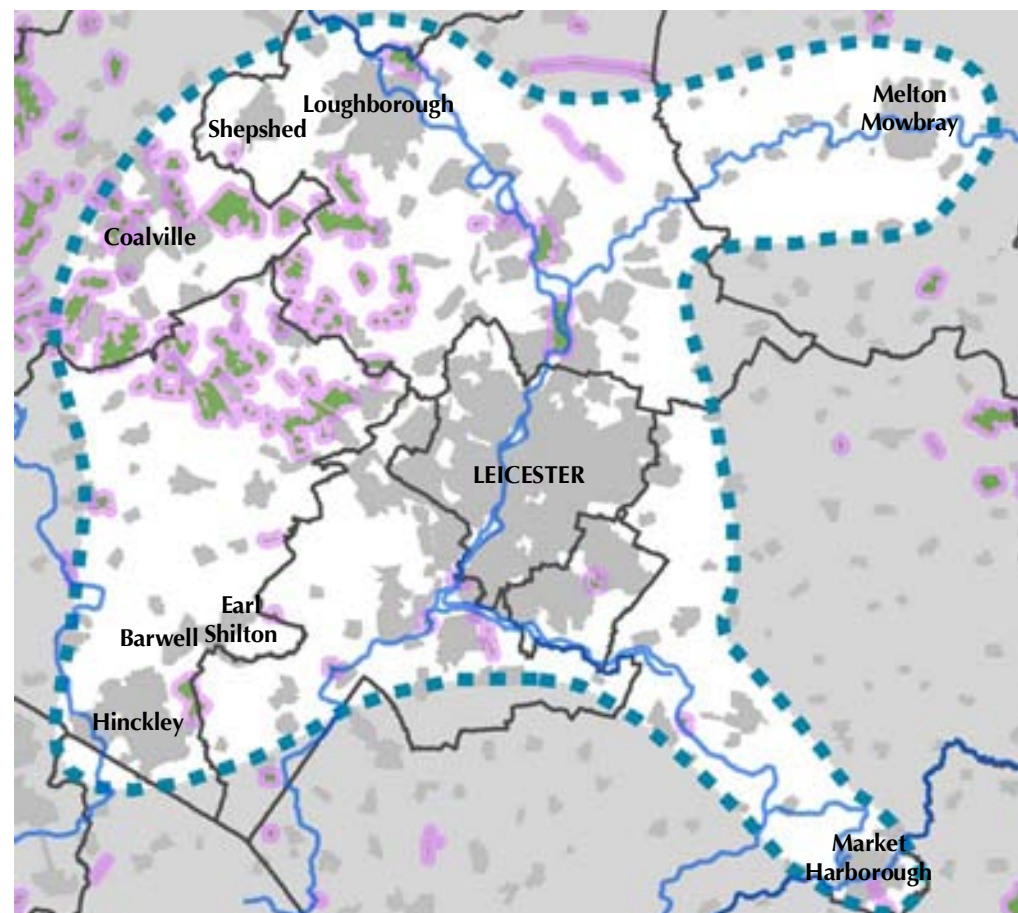 Melton
Mowbray
Loughborough
Shepshed
Coalville
LEICESTER
Earl
Barwell Shilton
Hinckley
Market
Harborough